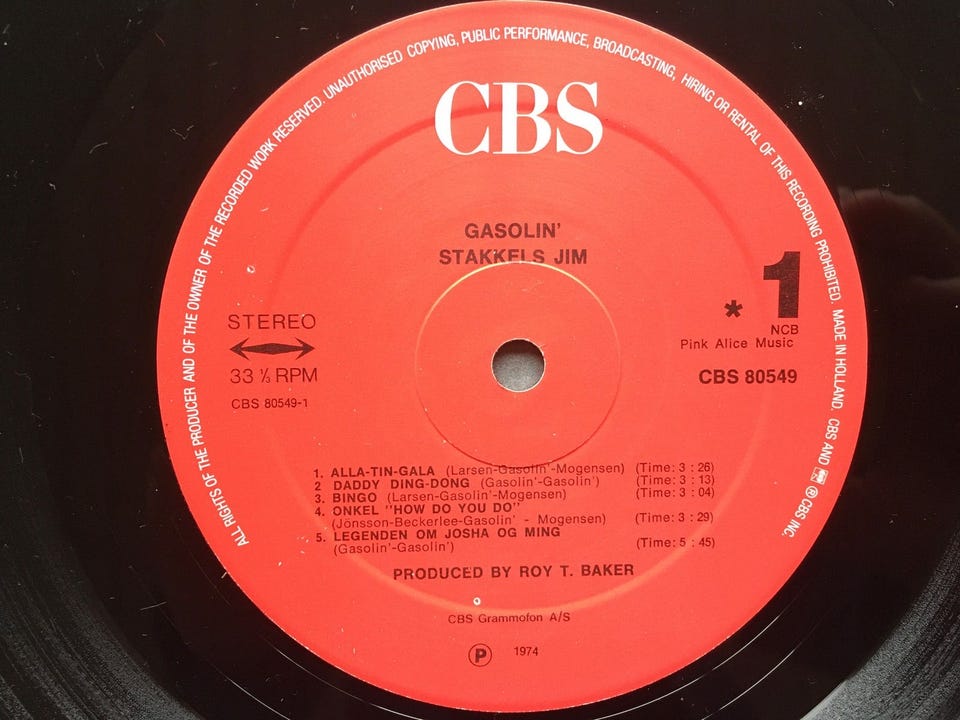 ALL RIGHTS OF THE PRODUCER AND OF THE OWNER OF THE RECORDED WORK RESERVED. UNAUTHORISED COPYING, PUBLIC PERFORMANCE, BROADCASTING, HIRING OR RENTAL OF THIS RECORDING PROHIBITED. MADE IN HOLLAND. CBS AND ℗ CBS INC.
CBS
GASOLIN'
STAKKELS JIM
STEREO
33 ⅓ RPM
CBS 80549-1
* 1
NCB
Pink Alice Music
CBS 80549
1. ALLA-TIN-GALA (Larsen-Gasolin'-Mogensen) (Time: 3 : 26)
2 DADDY DING-DONG (Gasolin'-Gasolin') (Time: 3 : 13)
3. BINGO (Larsen-Gasolin'-Mogensen) (Time: 3 : 04)
4. ONKEL "HOW DO YOU DO"
(Jönsson-Beckerlee-Gasolin' - Mogensen) (Time: 3 : 29)
5. LEGENDEN OM JOSHA OG MING
(Gasolin'-Gasolin') (Time: 5 : 45)
PRODUCED BY ROY T. BAKER
CBS Grammofon A/S
℗ 1974